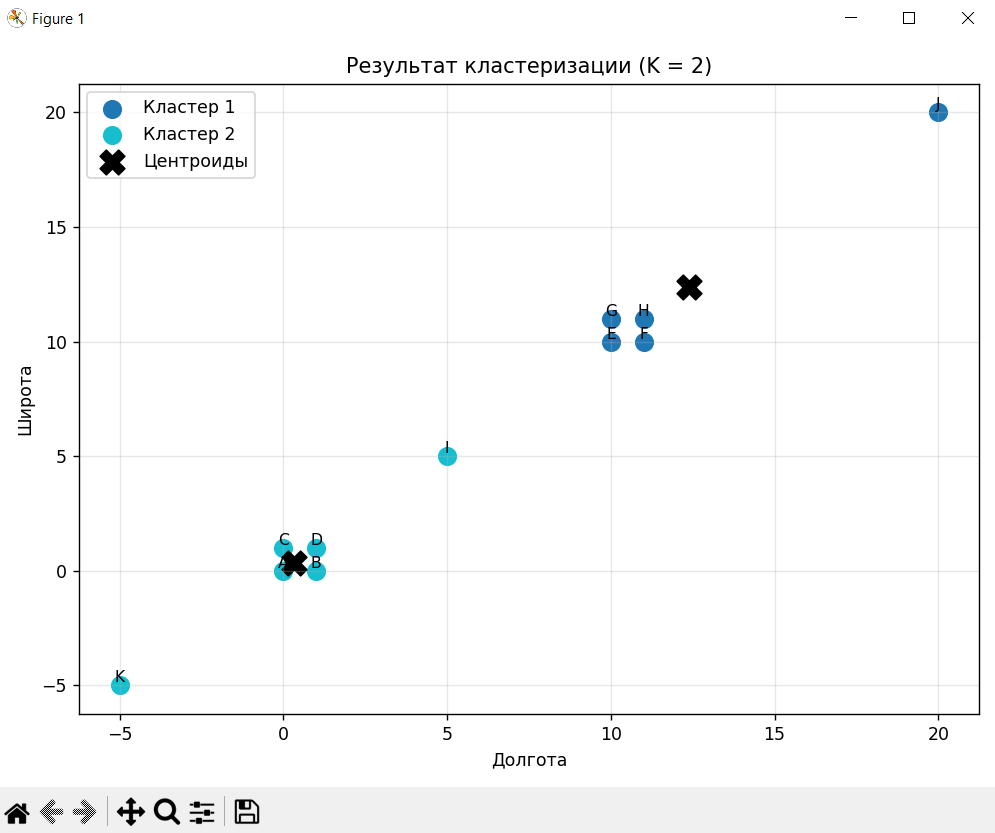 Figure 1
Результат кластеризации (K = 2)
Кластер 1
Кластер 2
Центроиды
20
15
10
5
0
−5
Широта
J
G H
E F
I
C D
A B
K
−5 0 5 10 15 20
Долгота